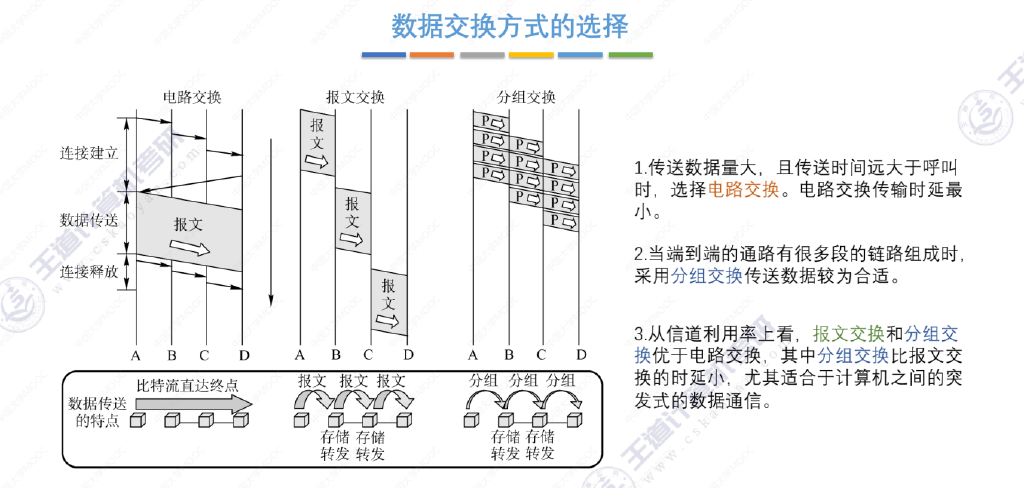 数据交换方式的选择
电路交换
报文交换
分组交换
连接建立
数据传送
连接释放
报文
报文
报文
报文
P
P P
P P P
P P P
P P
P
A B C D
A B C D
A B C D
数据传送的特点
比特流直达终点
报文 报文 报文
存储转发 存储转发
分组 分组 分组
存储转发 存储转发
1.传送数据量大，且传送时间远大于呼叫
时，选择电路交换。电路交换传输时延最
小。
2.当端到端的通路有很多段的链路组成时，
采用分组交换传送数据较为合适。
3.从信道利用率上看，报文交换和分组交
换优于电路交换，其中分组交换比报文交
换的时延小，尤其适合于计算机之间的突
发式的数据通信。
王道计算机考研